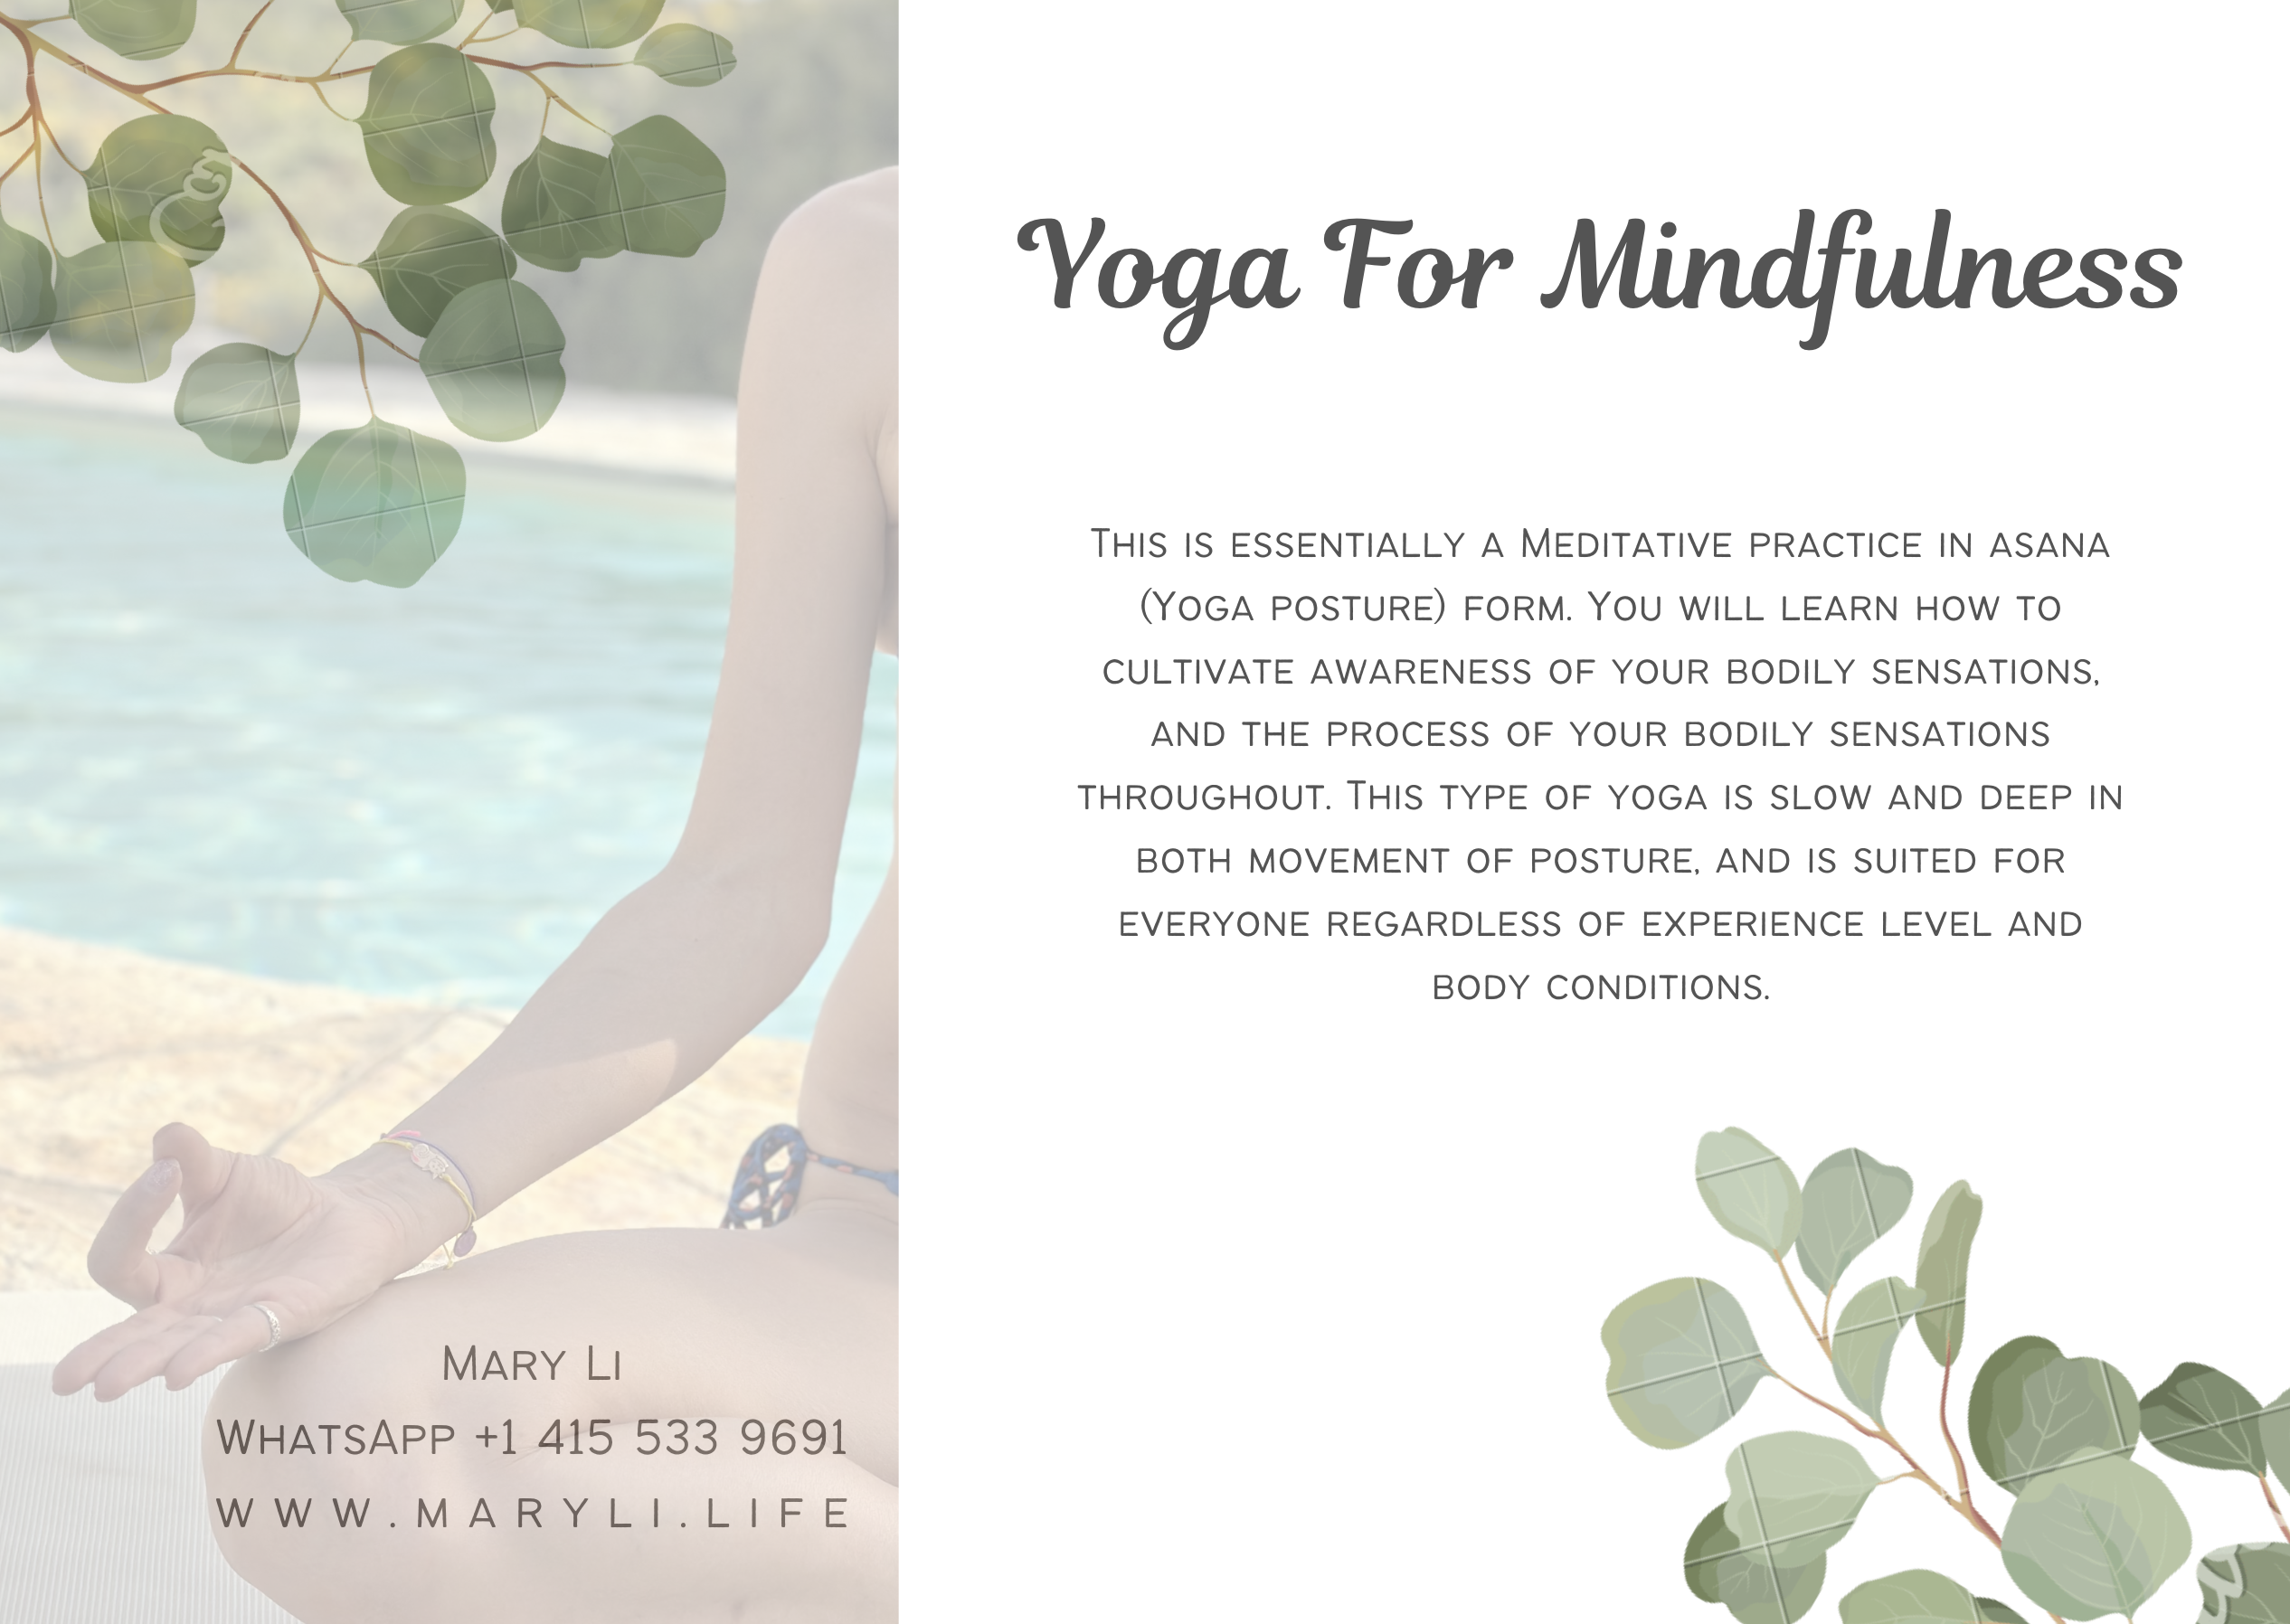 Yoga For Mindfulness
This is essentially a Meditative practice in asana
(Yoga posture) form. You will learn how to
cultivate awareness of your bodily sensations,
and the process of your bodily sensations
throughout. This type of yoga is slow and deep in
both movement of posture, and is suited for
everyone regardless of experience level and
body conditions.
Mary Li
WhatsApp +1 415 533 9691
www.maryli.life